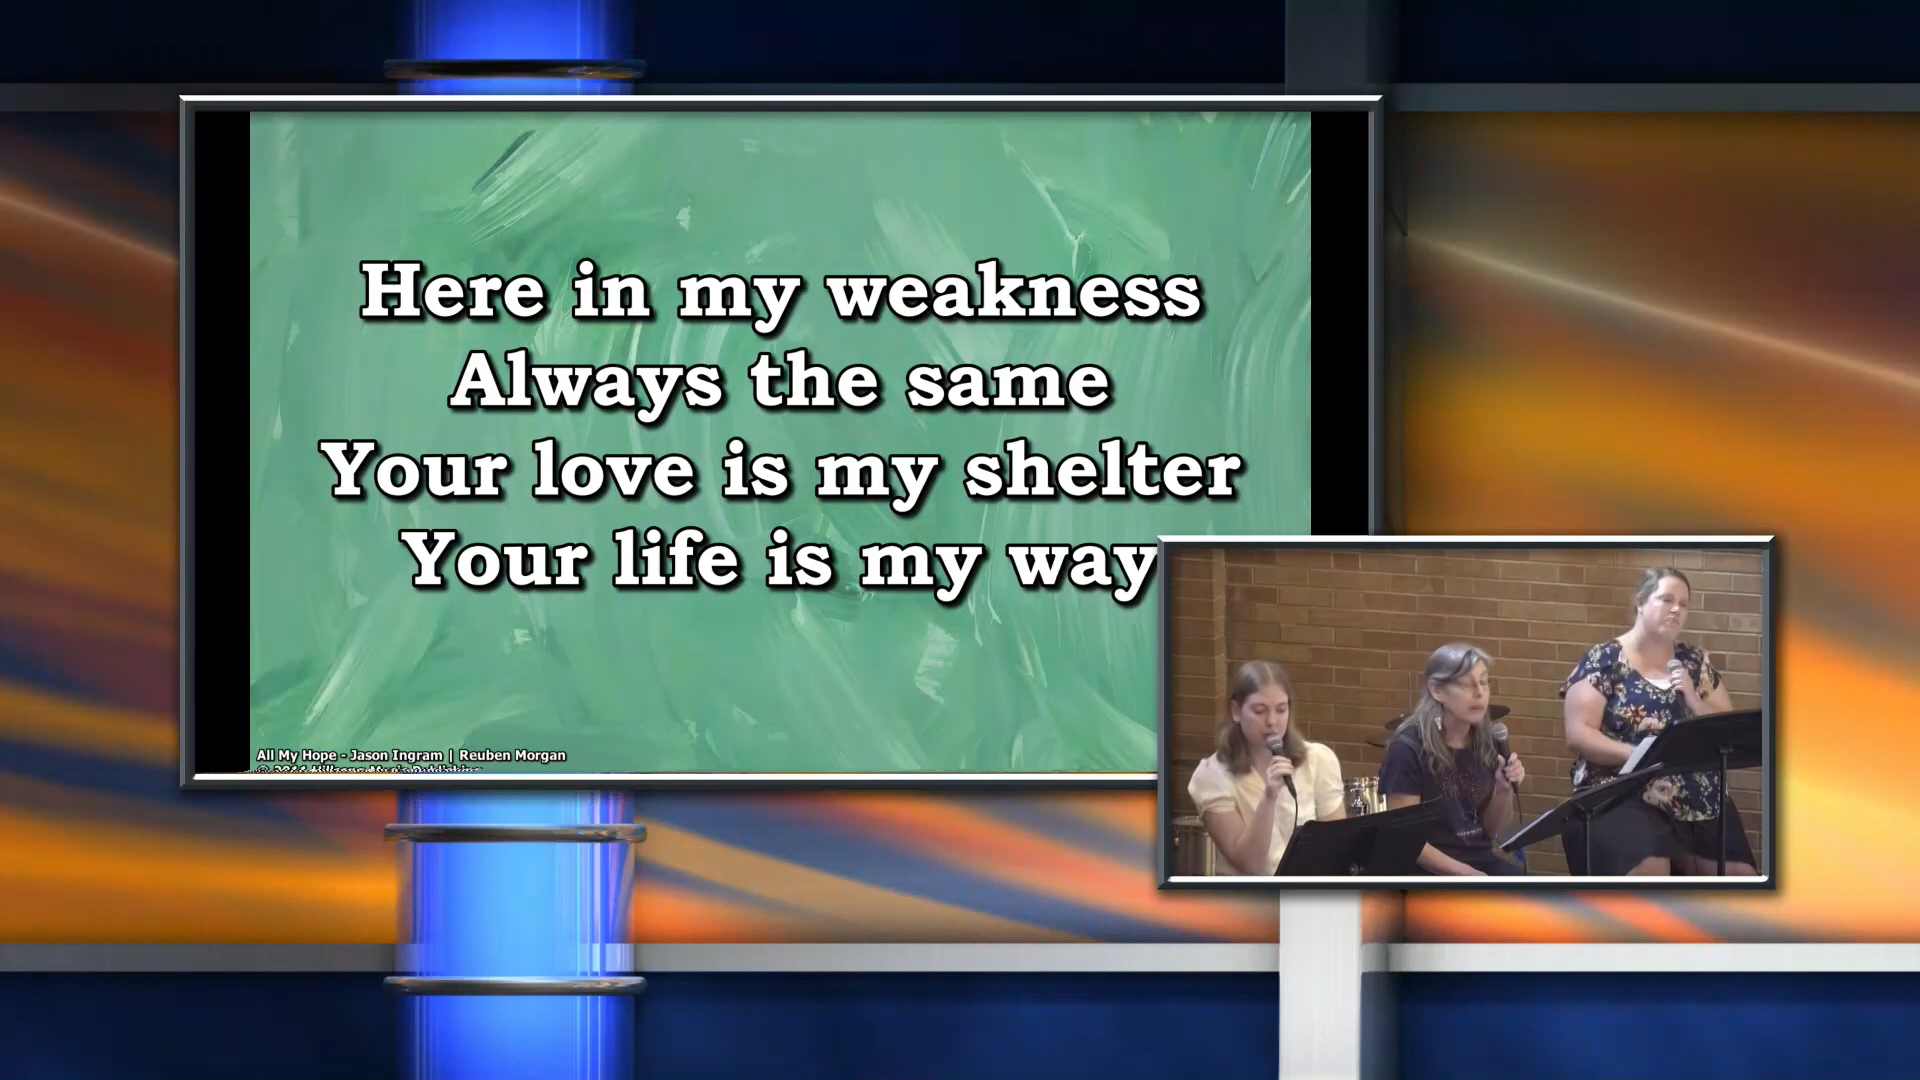 Here in my weakness
Always the same
Your love is my shelter
Your life is my way
All My Hope - Jason Ingram | Reuben Morgan